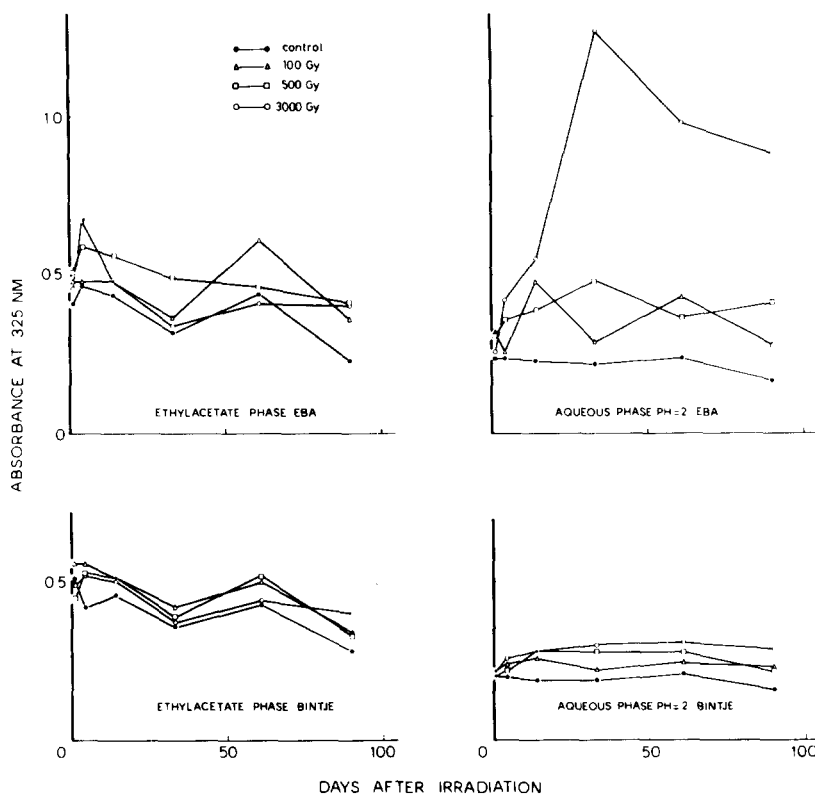 control
100 Gy
500 Gy
3000 Gy
1.0
0.5
0
ABSORBANCE AT 325 NM
ETHYLACETATE PHASE EBA
AQUEOUS PHASE PH=2 EBA
0.5
ETHYLACETATE PHASE BINTJE
AQUEOUS PHASE PH=2 BINTJE
0 50 100
0 50 100
DAYS AFTER IRRADIATION